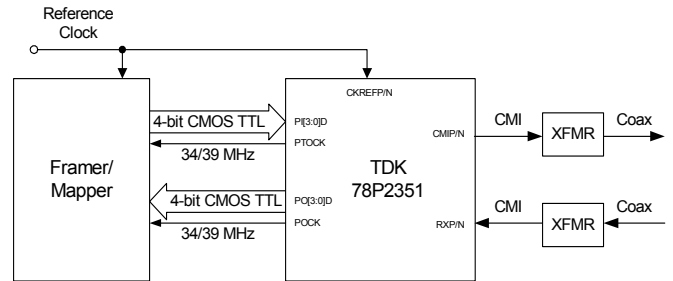 Reference
Clock
CKREFP/N
4-bit CMOS TTL
PI[3:0]D
PTOCK
34/39 MHz
Framer/
Mapper
4-bit CMOS TTL
PO[3:0]D
POCK
34/39 MHz
TDK
78P2351
CMIP/N
CMI
XFMR
Coax
RXP/N
CMI
XFMR
Coax